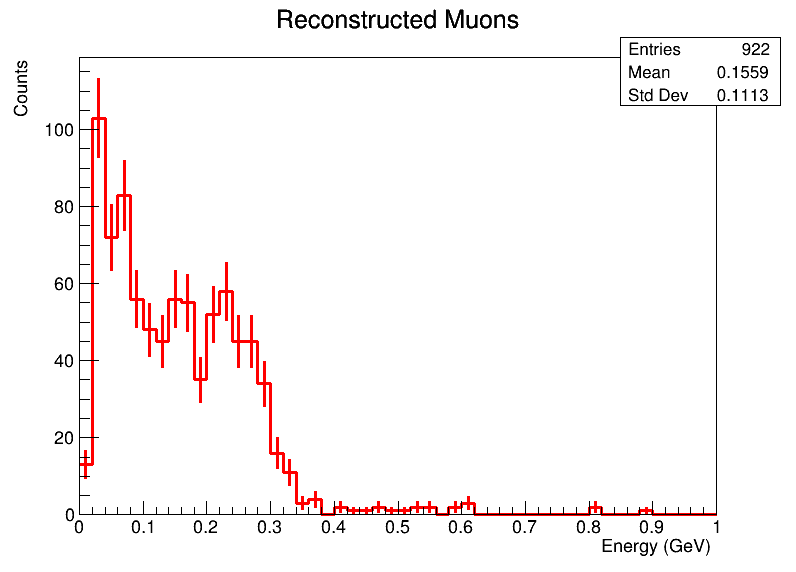 Reconstructed Muons
Entries 922
Mean 0.1559
Std Dev 0.1113
Counts
100
80
60
40
20
0
0 0.1 0.2 0.3 0.4 0.5 0.6 0.7 0.8 0.9 1
Energy (GeV)